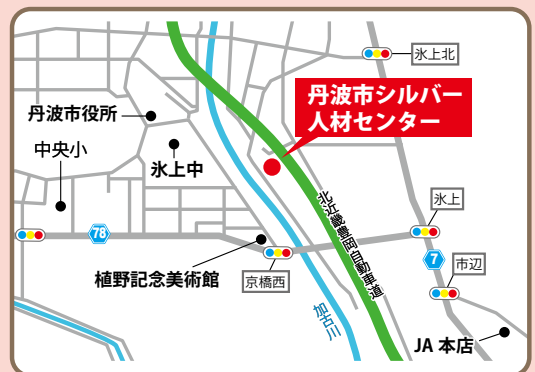 氷上北
丹波市シルバー
人材センター
丹波市役所
中央小
氷上中
北近畿豊岡自動車道
氷上
78
7
植野記念美術館
京橋西
市辺
加古川
JA 本店